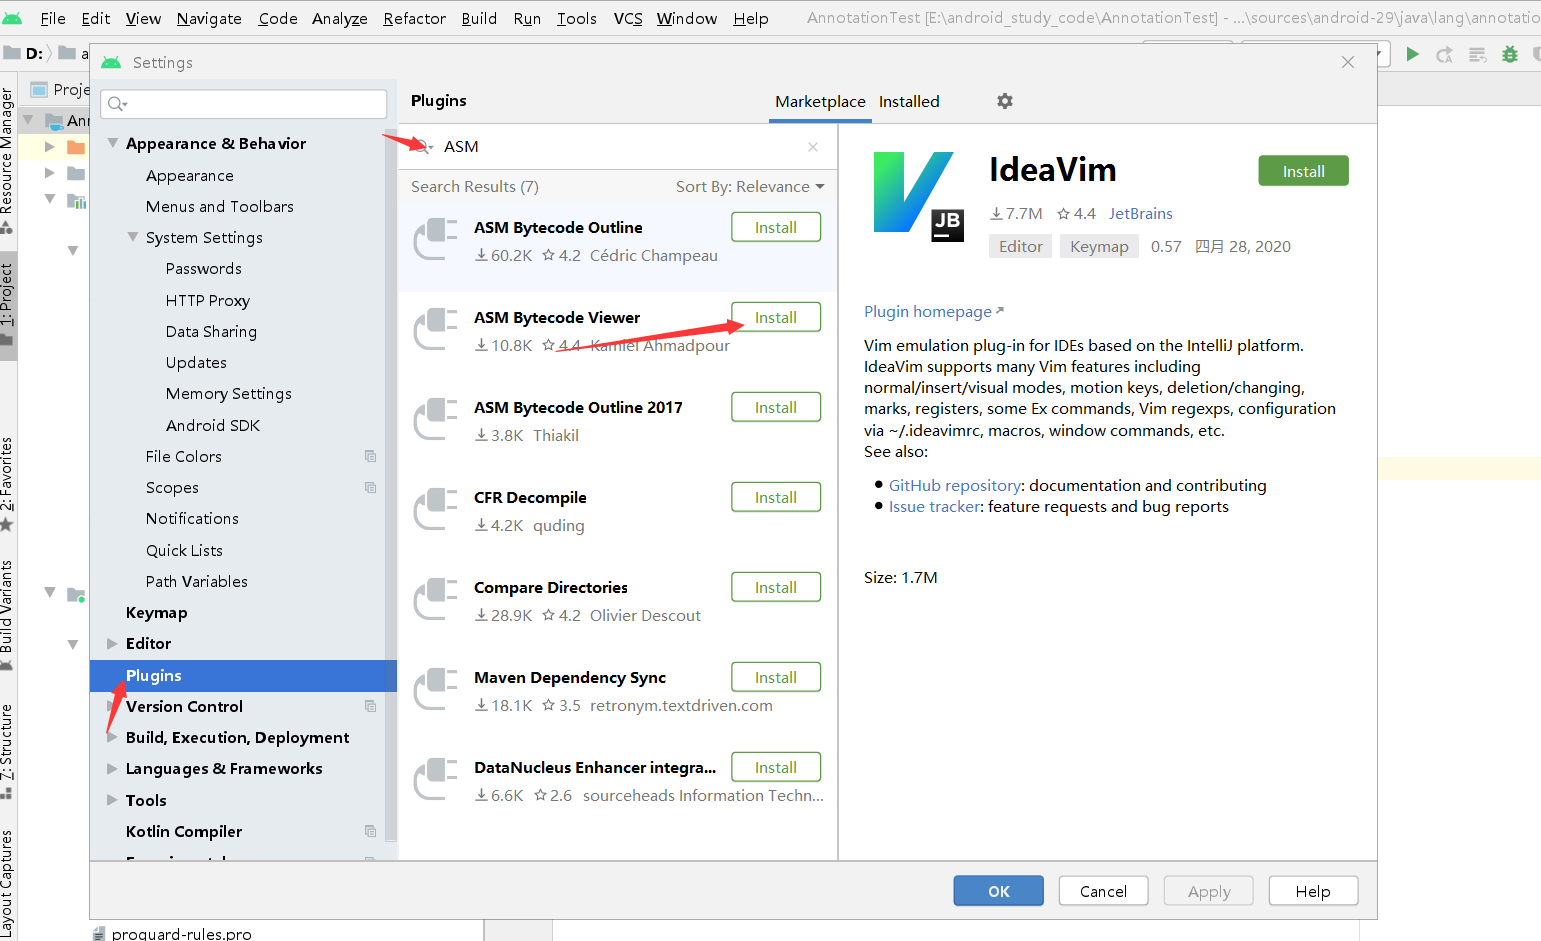 File Edit View Navigate Code Analyze Refactor Build Run Tools VCS Window Help AnnotationTest [E:\android_study_code\AnnotationTest] - ...\sources\android-29\java\lang\annotatio
D: a
Proje
Ann
Resource Manager
1: Project
2: Favorites
Build Variants
7: Structure
Layout Captures
Settings
Appearance & Behavior
Appearance
Menus and Toolbars
System Settings
Passwords
HTTP Proxy
Data Sharing
Updates
Memory Settings
Android SDK
File Colors
Scopes
Notifications
Quick Lists
Path Variables
Keymap
Editor
Plugins
Version Control
Build, Execution, Deployment
Languages & Frameworks
Tools
Kotlin Compiler
Plugins Marketplace Installed
ASM
Search Results (7) Sort By: Relevance
ASM Bytecode Outline Install
60.2K 4.2 Cédric Champeau
ASM Bytecode Viewer Install
10.8K 4.4 Kamiel Ahmadpour
ASM Bytecode Outline 2017 Install
3.8K Thiakil
CFR Decompile Install
4.2K quding
Compare Directories Install
28.9K 4.2 Olivier Descout
Maven Dependency Sync Install
18.1K 3.5 retronym.textdriven.com
DataNucleus Enhancer integra... Install
6.6K 2.6 sourceheads Information Techn...
JB
IdeaVim Install
7.7M 4.4 JetBrains
Editor Keymap 0.57 四月 28, 2020
Plugin homepage
Vim emulation plug-in for IDEs based on the IntelliJ platform.
IdeaVim supports many Vim features including
normal/insert/visual modes, motion keys, deletion/changing,
marks, registers, some Ex commands, Vim regexps, configuration
via ~/.ideavimrc, macros, window commands, etc.
See also:
GitHub repository: documentation and contributing
Issue tracker: feature requests and bug reports
Size: 1.7M
OK Cancel Apply Help
proguard-rules.pro